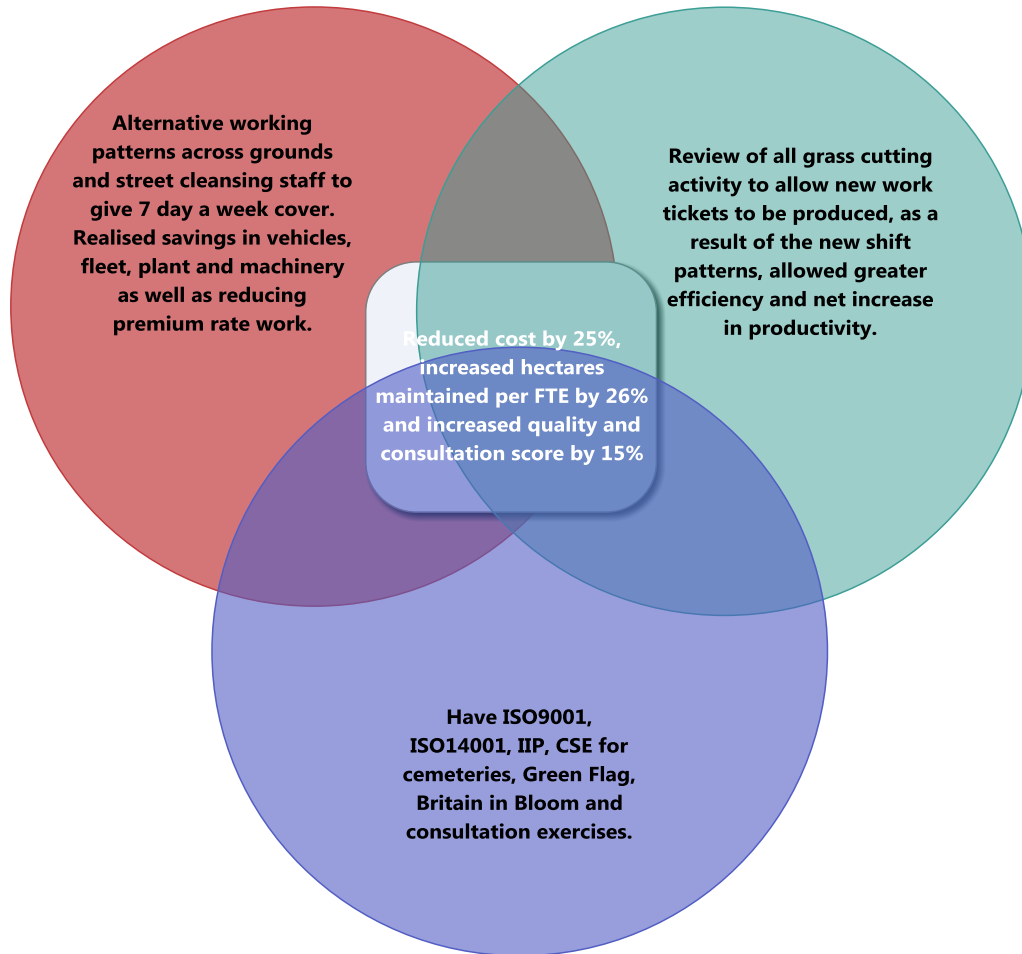 Alternative working
patterns across grounds
and street cleansing staff to
give 7 day a week cover.
Realised savings in vehicles,
fleet, plant and machinery
as well as reducing
premium rate work.
Review of all grass cutting
activity to allow new work
tickets to be produced, as a
result of the new shift
patterns, allowed greater
efficiency and net increase
in productivity.
Reduced cost by 25%,
increased hectares
maintained per FTE by 26%
and increased quality and
consultation score by 15%
Have ISO9001,
ISO14001, IIP, CSE for
cemeteries, Green Flag,
Britain in Bloom and
consultation exercises.